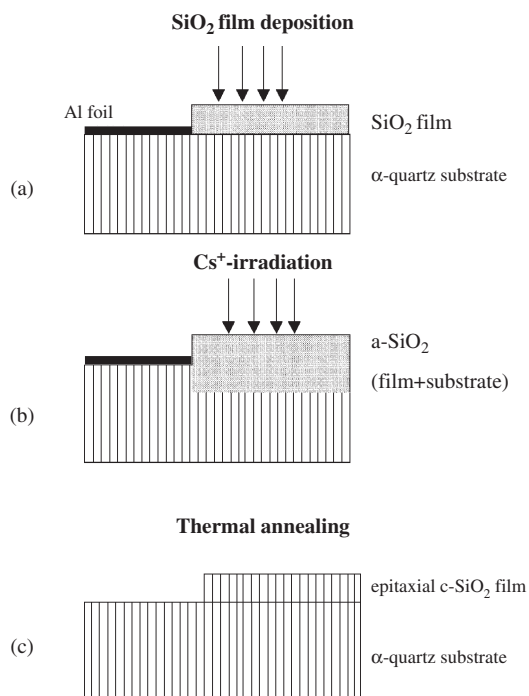 SiO₂ film deposition
Al foil
SiO₂ film
α-quartz substrate
(a)
Cs⁺-irradiation
a-SiO₂
(film+substrate)
(b)
Thermal annealing
epitaxial c-SiO₂ film
α-quartz substrate
(c)